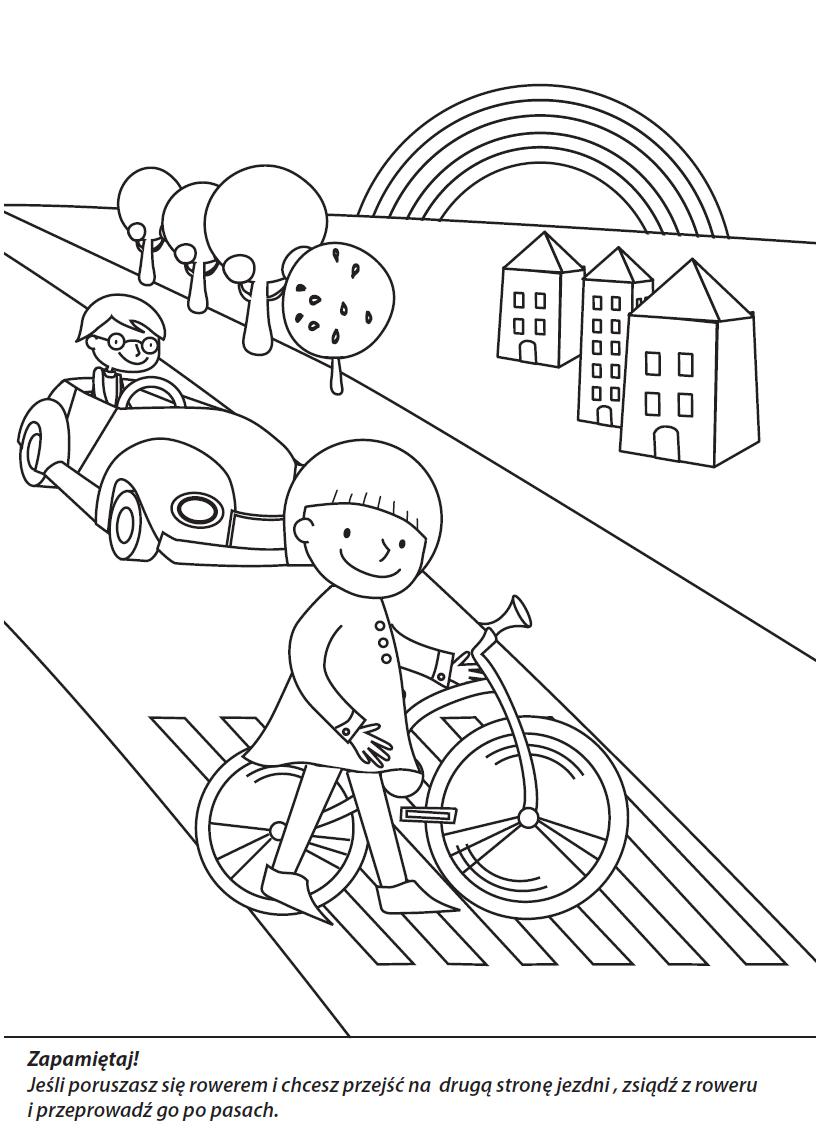 Zapamiętaj!
Jeśli poruszasz się rowerem i chcesz przejść na drugą stronę jezdni , zsiądź z roweru
i przeprowadź go po pasach.